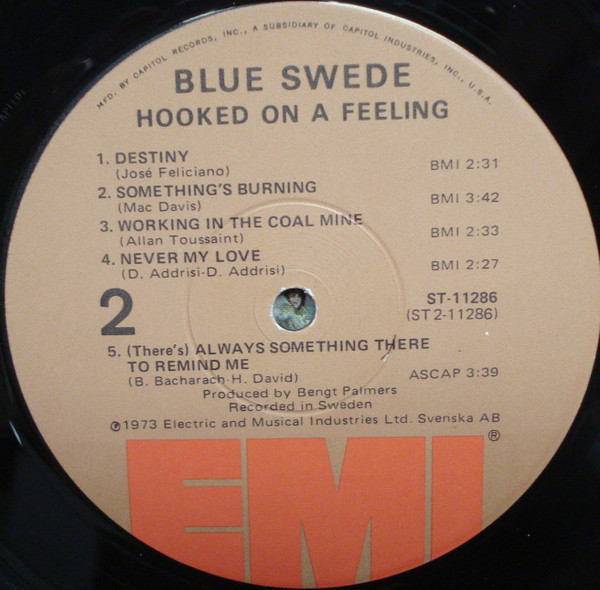 MFD. BY CAPITOL RECORDS, INC., A SUBSIDIARY OF CAPITOL INDUSTRIES, INC., U.S.A.
BLUE SWEDE
HOOKED ON A FEELING
1. DESTINY
(José Feliciano) BMI 2:31
2. SOMETHING'S BURNING
(Mac Davis) BMI 3:42
3. WORKING IN THE COAL MINE
(Allan Toussaint) BMI 2:33
4. NEVER MY LOVE
(D. Addrisi-D. Addrisi) BMI 2:27
2 ST-11286
(ST 2-11286)
5. (There's) ALWAYS SOMETHING THERE
TO REMIND ME
(B. Bacharach-H. David) ASCAP 3:39
Produced by Bengt Palmers
Recorded in Sweden
℗1973 Electric and Musical Industries Ltd. Svenska AB
EMI®